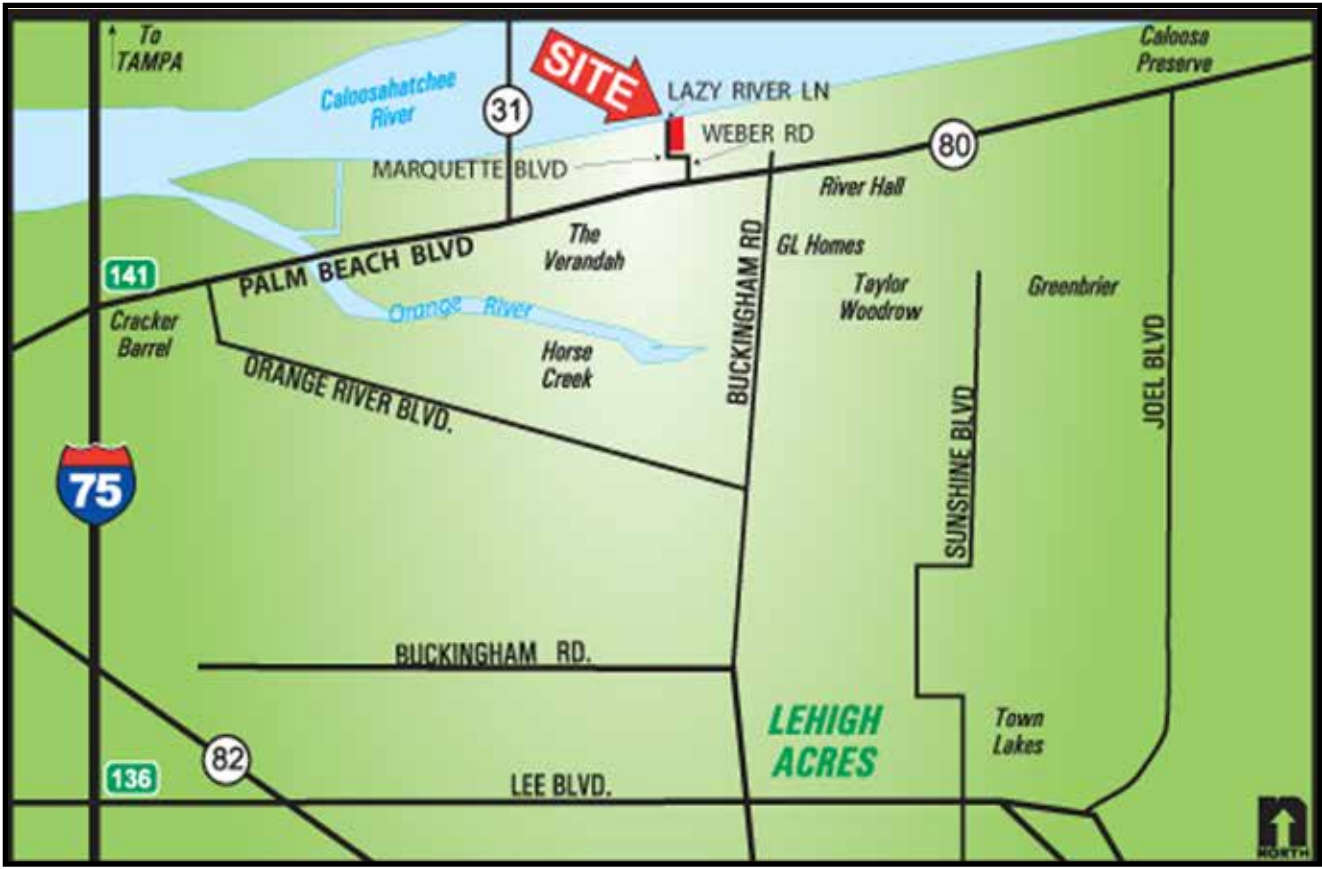 To
TAMPA
Caloosahatchee
River
31
SITE
LAZY RIVER LN
WEBER RD
MARQUETTE BLVD
Caloosa
Preserve
80
River Hall
141
PALM BEACH BLVD
The
Verandah
BUCKINGHAM RD
GL Homes
Taylor
Woodrow
Greenbrier
Cracker
Barrel
Orange River
Horse
Creek
ORANGE RIVER BLVD.
JOEL BLVD
SUNSHINE BLVD
75
BUCKINGHAM RD.
LEHIGH
ACRES
Town
Lakes
82
136
LEE BLVD.
n
NORTH